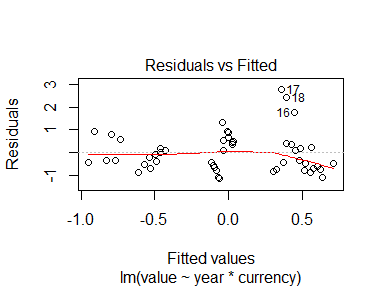 Residuals vs Fitted
Residuals
3
2
1
-1
17
18
16
-1.0 -0.5 0.0 0.5
Fitted values
lm(value ~ year * currency)